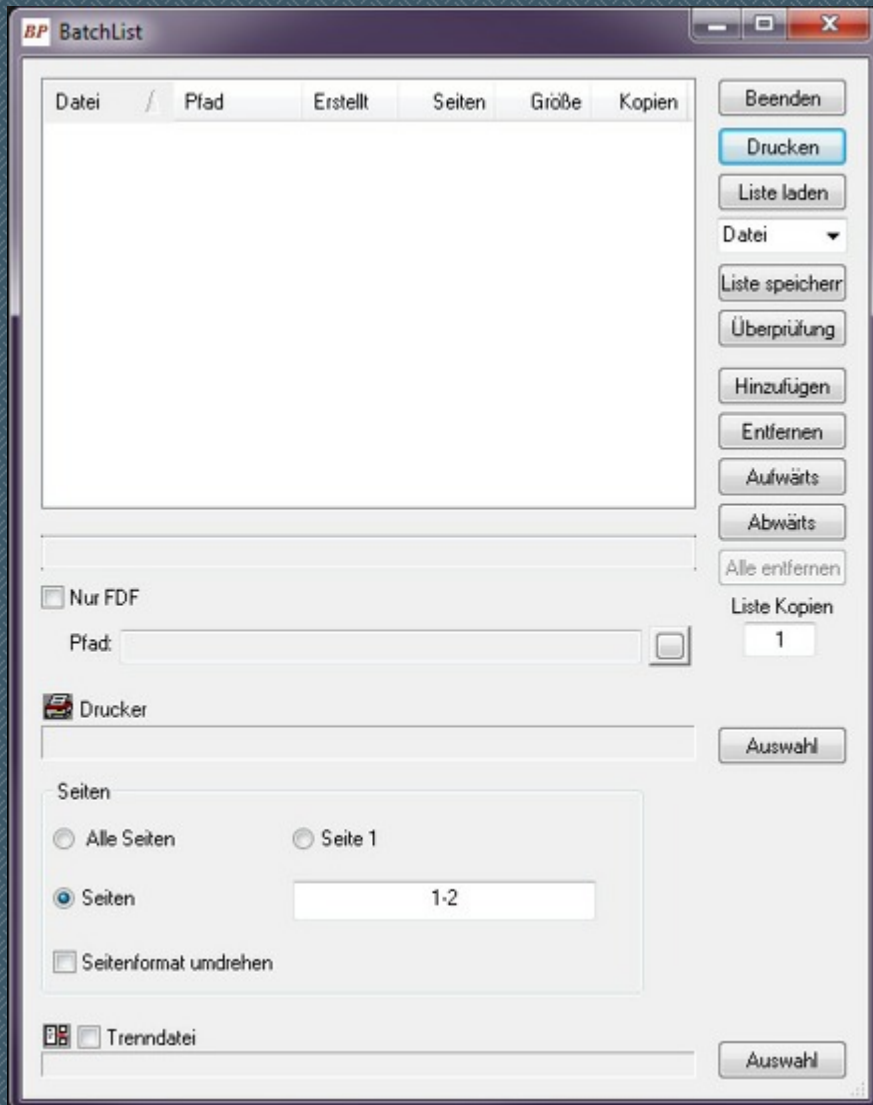 BP BatchList
Datei Pfad Erstellt Seiten Größe Kopien
Beenden
Drucken
Liste laden
Datei
Liste speicherr
Überprüfung
Hinzufügen
Entfernen
Aufwärts
Abwärts
Alle entfernen
Nur FDF
Liste Kopien
Pfad:
1
Drucker
Auswahl
Seiten
Alle Seiten Seite 1
Seiten 1-2
Seitenformat umdrehen
Trenndatei
Auswahl